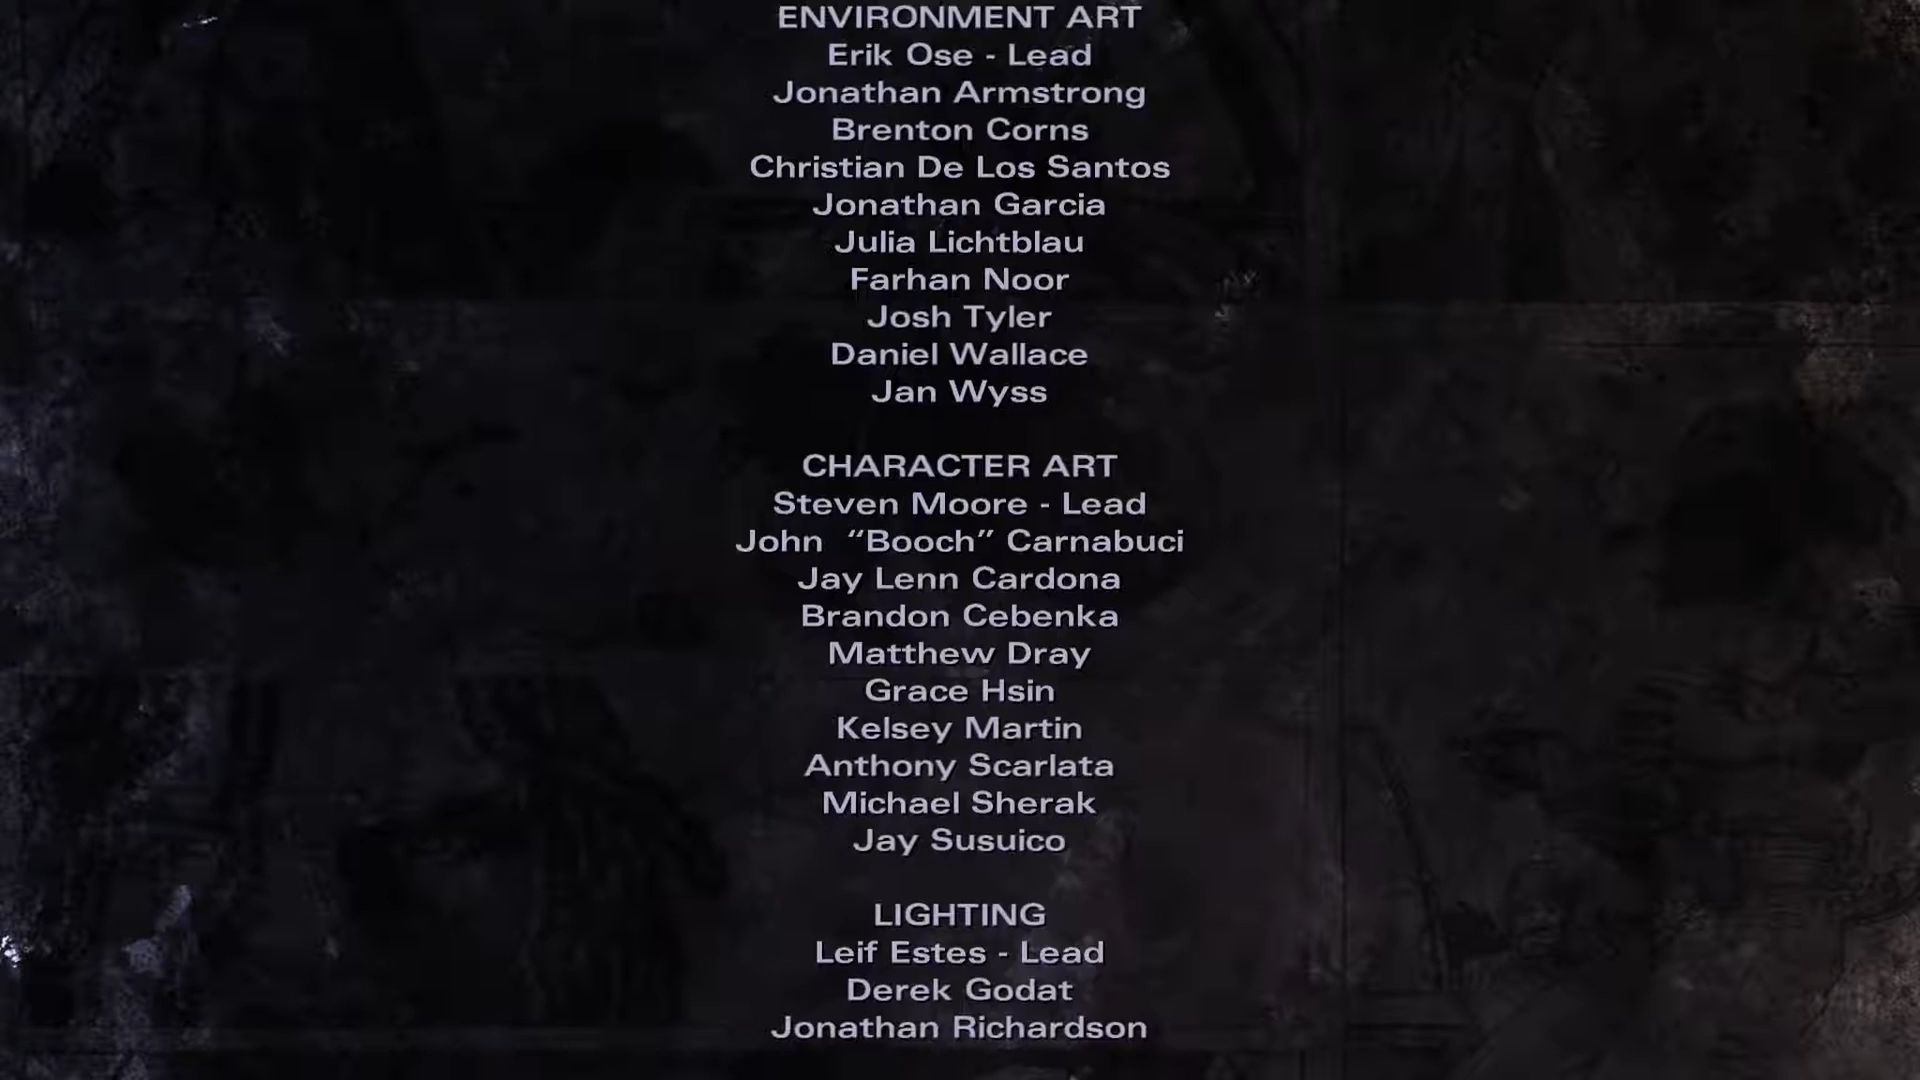 ENVIRONMENT ART
Erik Ose - Lead
Jonathan Armstrong
Brenton Corns
Christian De Los Santos
Jonathan Garcia
Julia Lichtblau
Farhan Noor
Josh Tyler
Daniel Wallace
Jan Wyss
CHARACTER ART
Steven Moore - Lead
John “Booch” Carnabuci
Jay Lenn Cardona
Brandon Cebenka
Matthew Dray
Grace Hsin
Kelsey Martin
Anthony Scarlata
Michael Sherak
Jay Susuico
LIGHTING
Leif Estes - Lead
Derek Godat
Jonathan Richardson